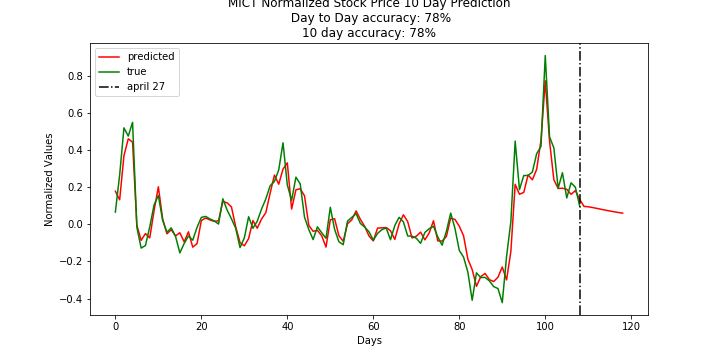 MICT Normalized Stock Price 10 Day Prediction
Day to Day accuracy: 78%
10 day accuracy: 78%
predicted
true
april 27
Normalized Values
0.8
0.6
0.4
0.2
0.0
−0.2
−0.4
0 20 40 60 80 100 120
Days